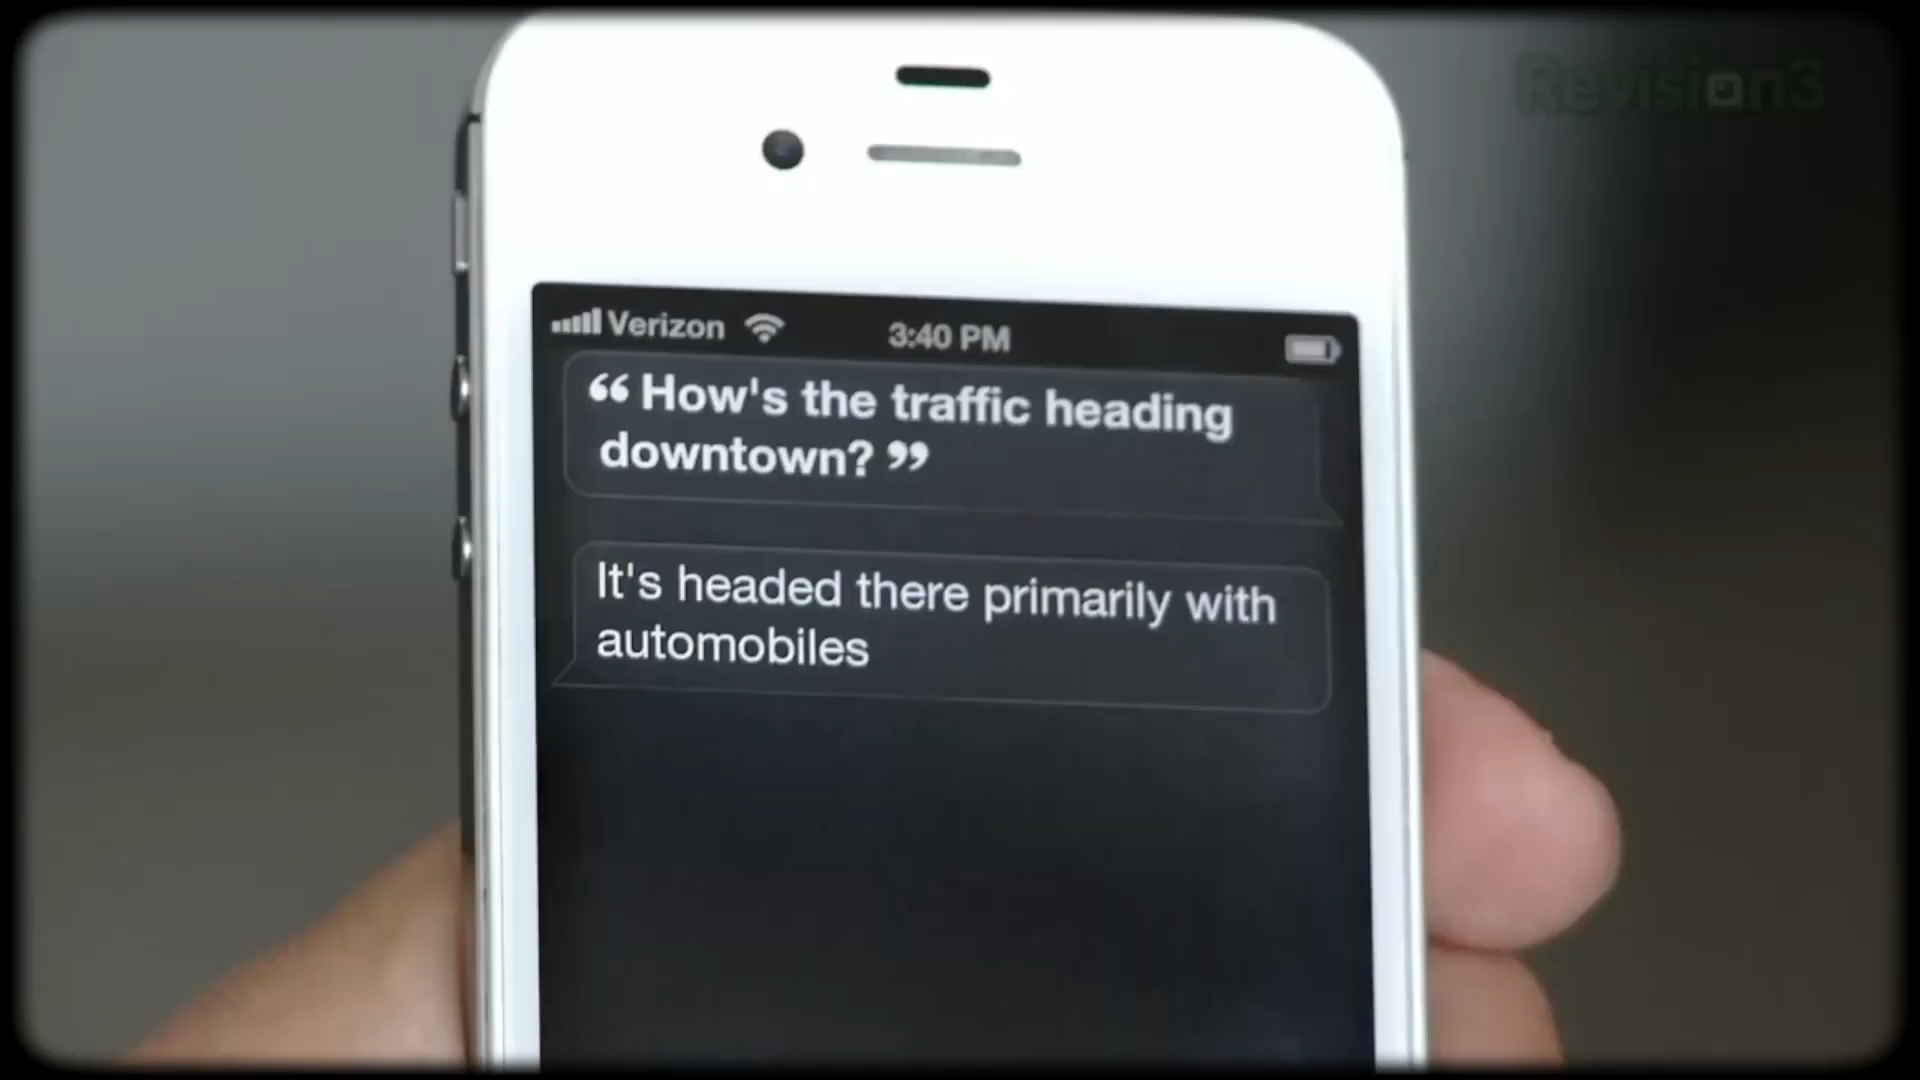 Revision3
Verizon 3:40 PM
“ How's the traffic heading
downtown? ”
It's headed there primarily with
automobiles